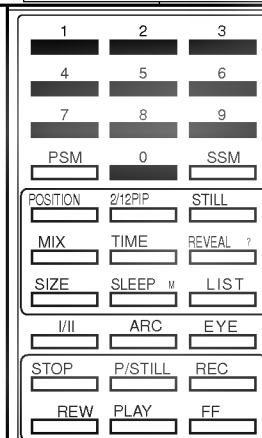 1 2 3
4 5 6
7 8 9
PSM 0 SSM
POSITION 2/12PIP STILL
MIX TIME REVEAL ?
SIZE SLEEP M LIST
I/II ARC EYE
STOP P/STILL REC
REW PLAY FF